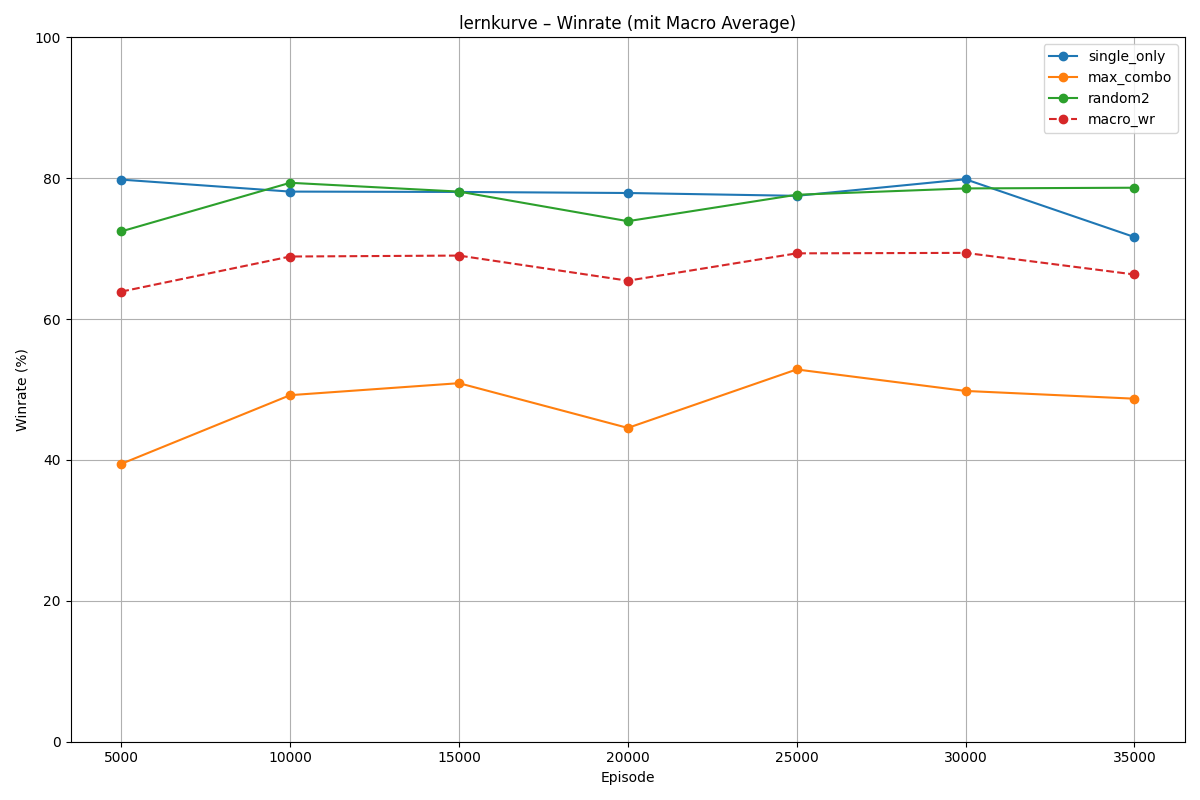 lernkurve – Winrate (mit Macro Average)
100
80
60
40
20
0
Winrate (%)
single_only
max_combo
random2
macro_wr
5000 10000 15000 20000 25000 30000 35000
Episode